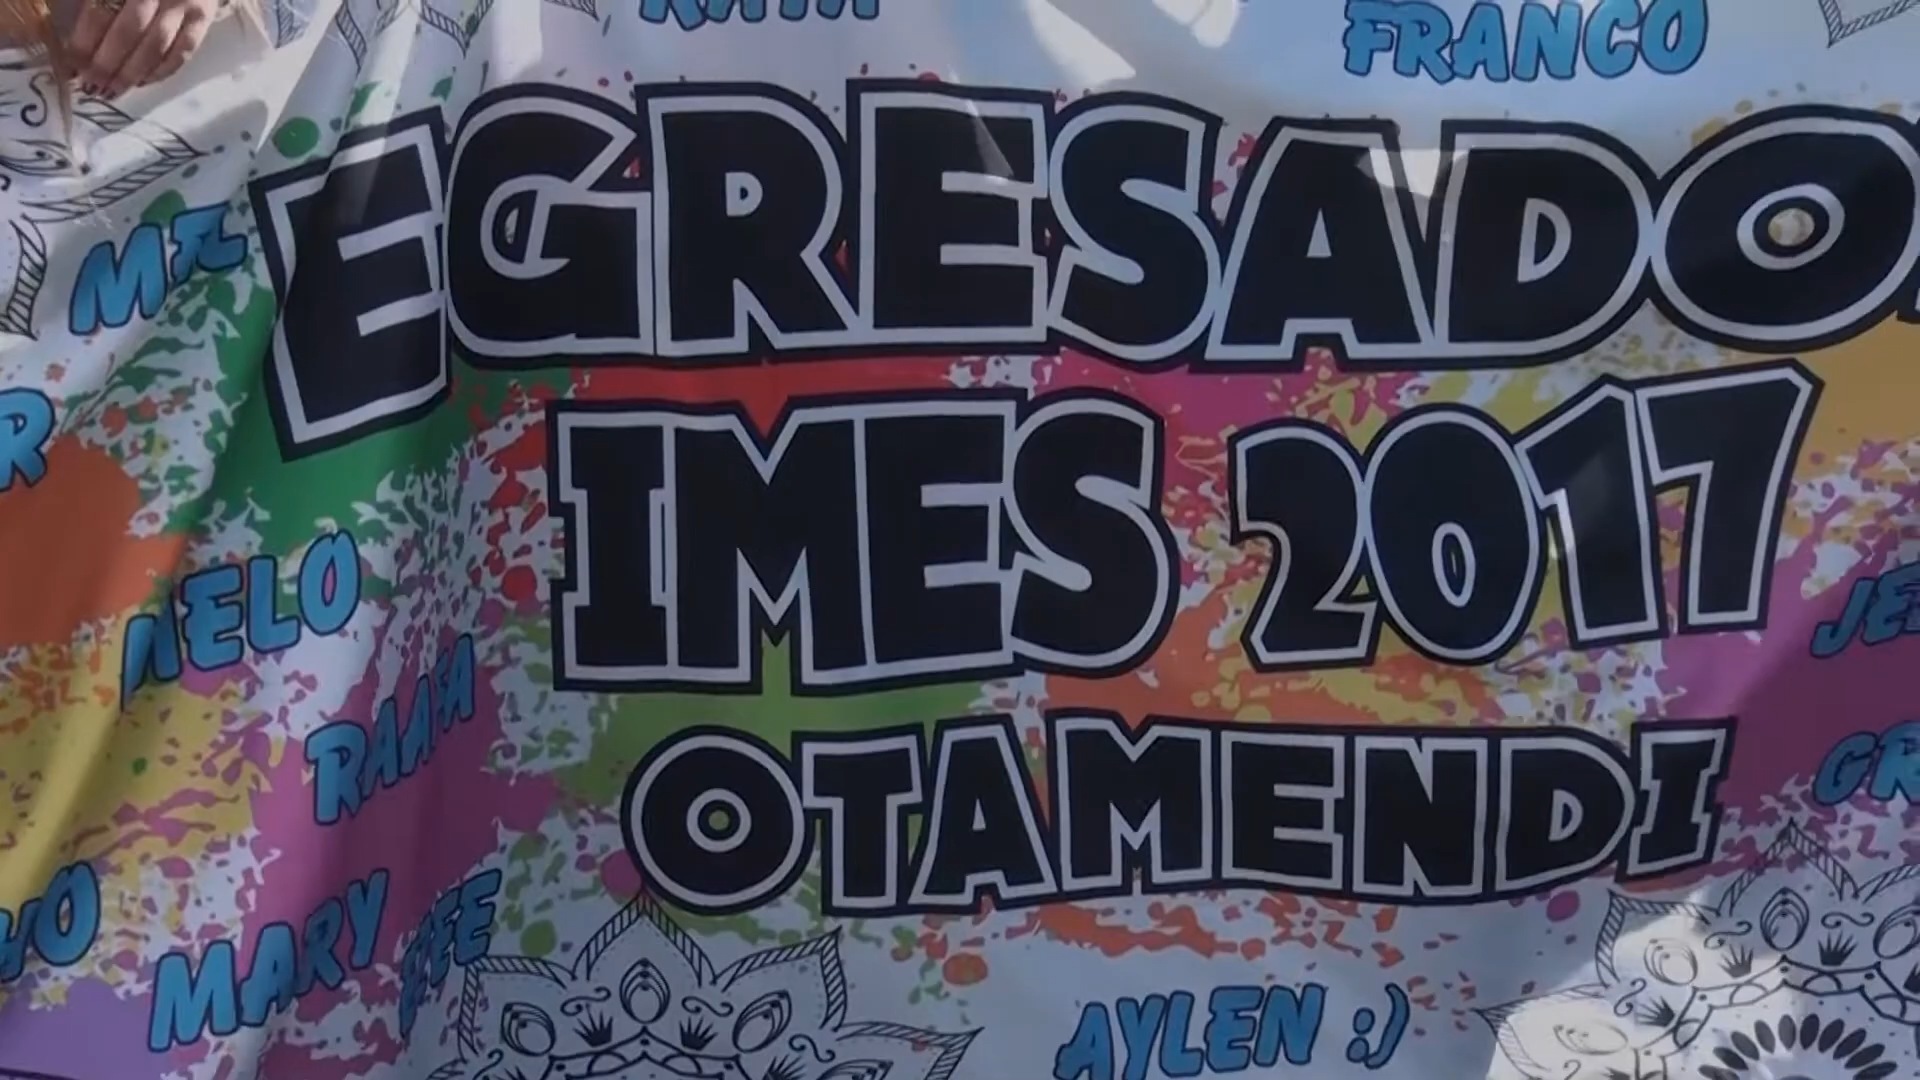 FRANCO
EGRESADO
IMES 2017
OTAMENDI
MELO
RAAFA
MARY
AYLEN :)